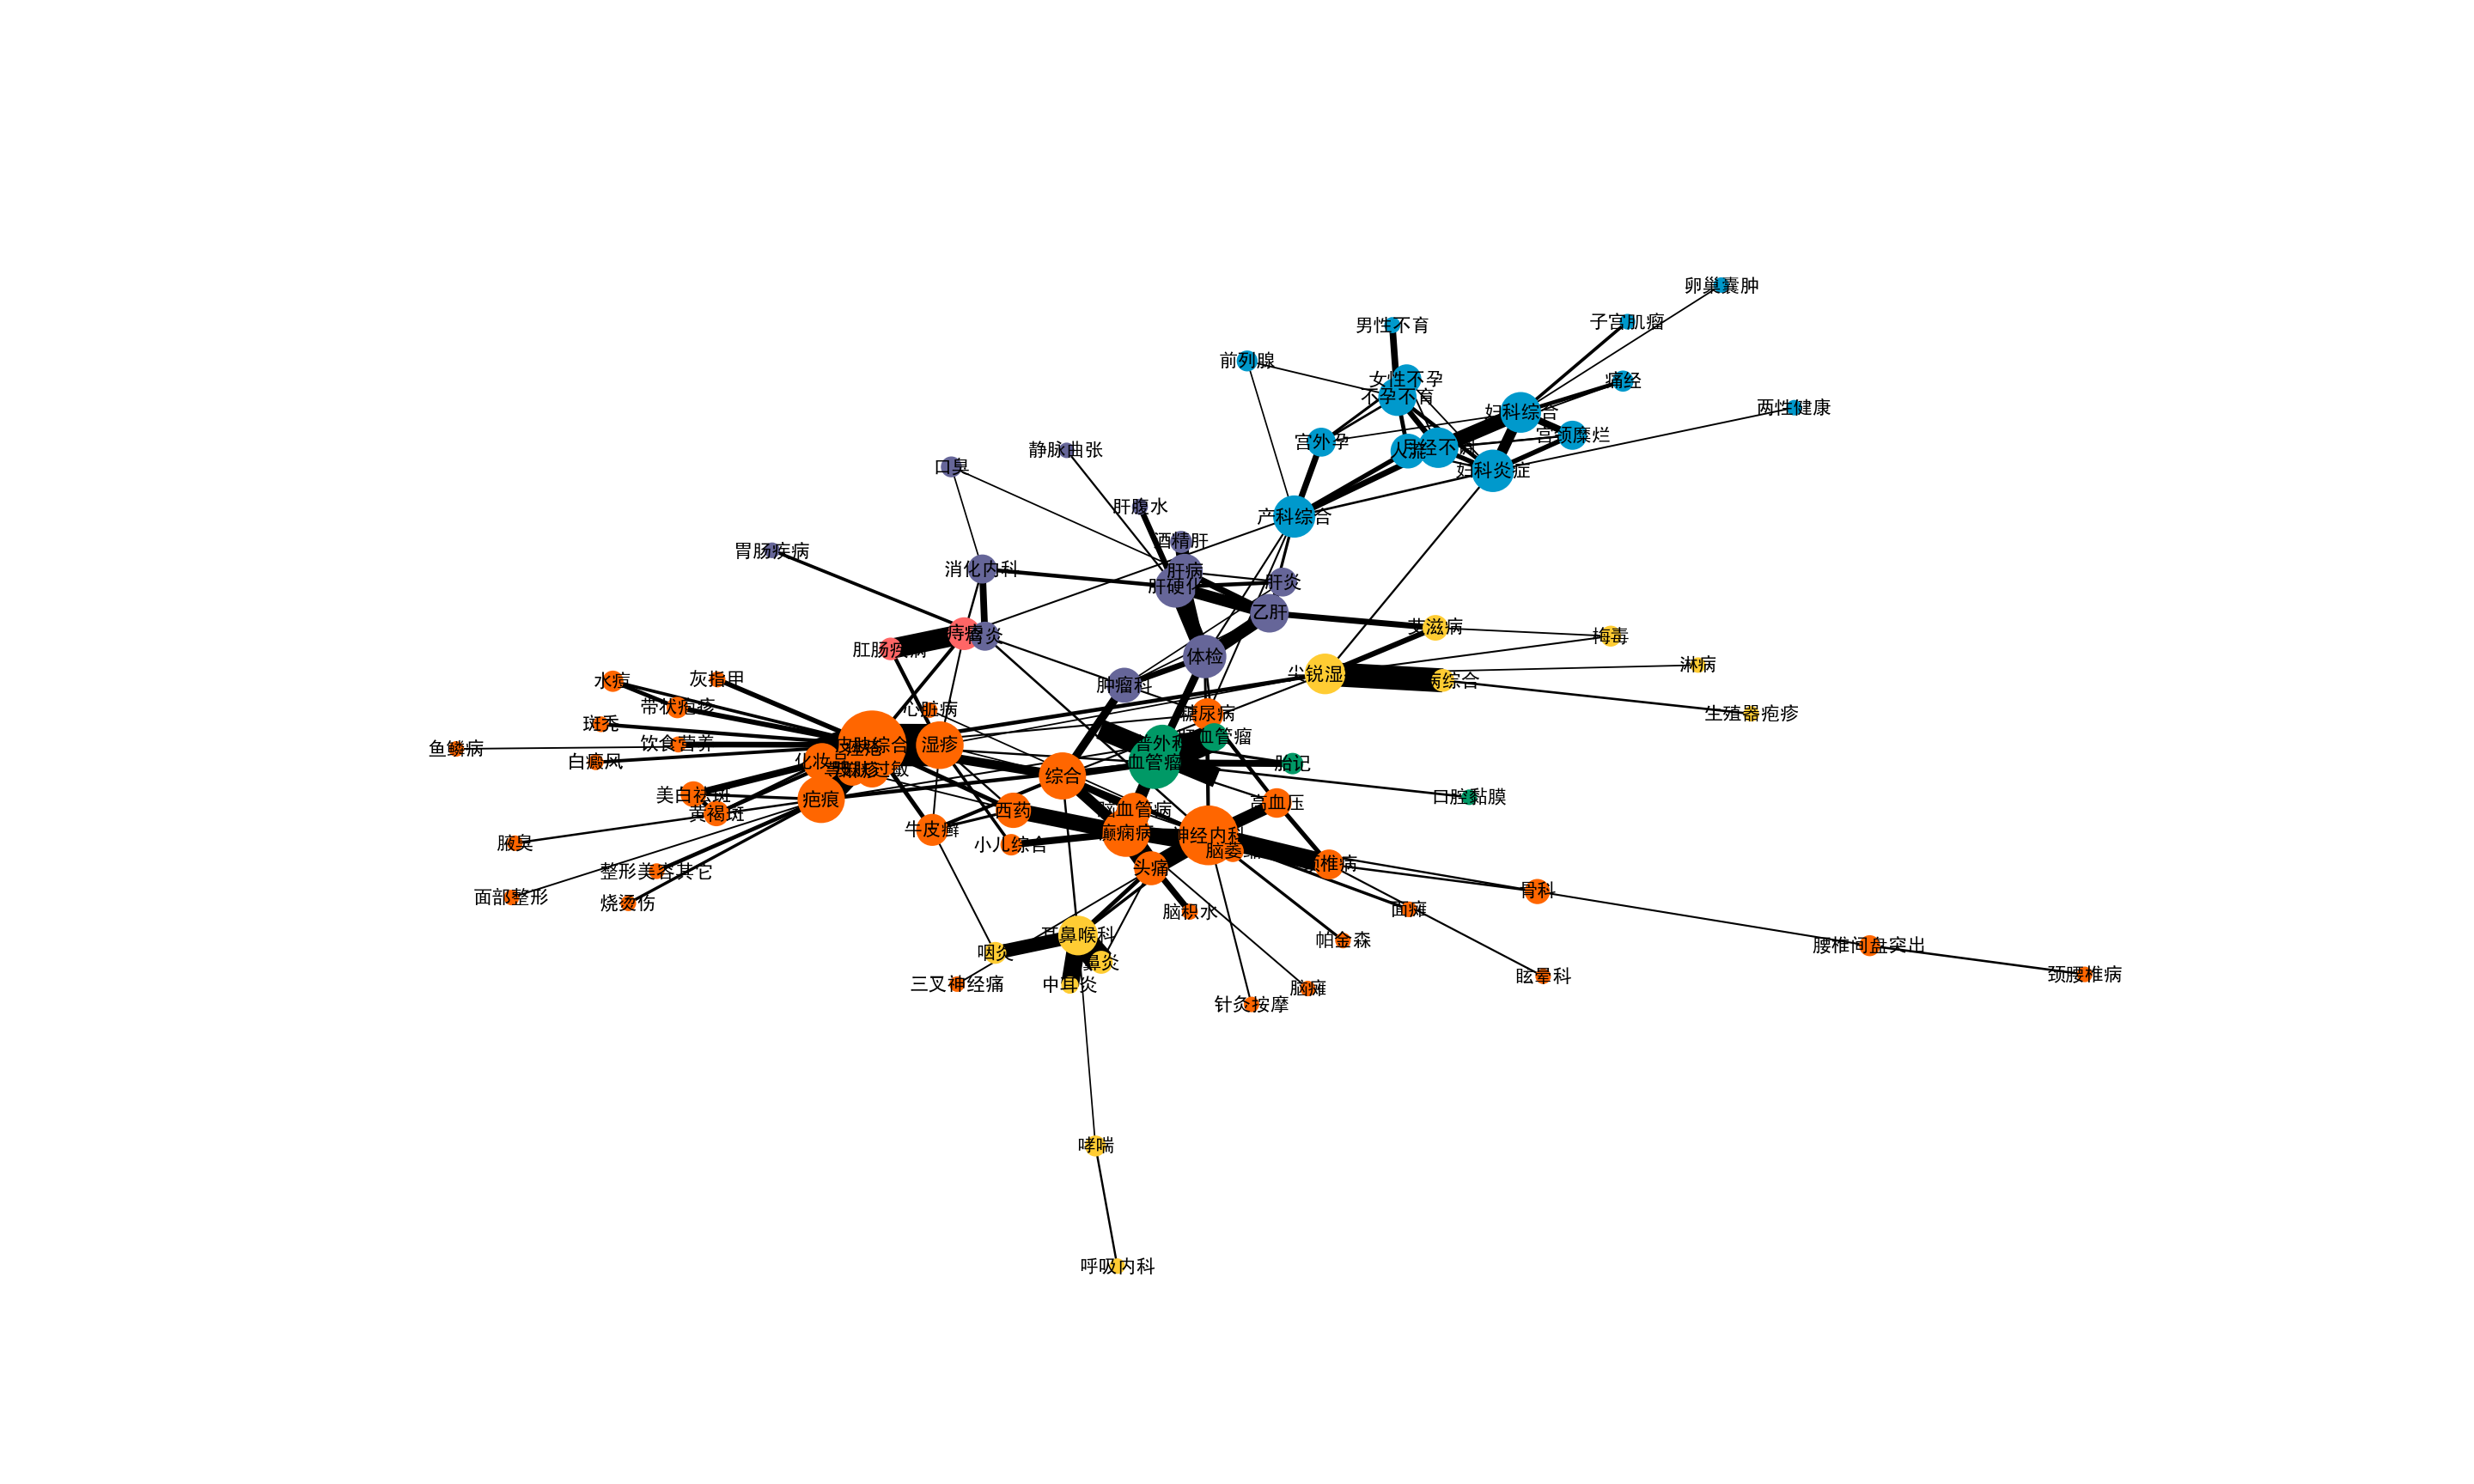 卵巢囊肿
子宫肌瘤
男性不育
前列腺
女性不孕
痛经
不孕不育
两性健康
妇科综合
宫颈糜烂
宫外孕
人流
静脉曲张
口臭
妇科炎症
肝腹水
产科综合
酒精肝
胃肠疾病
消化内科
肝病
肝炎
肝硬化
乙肝
艾滋病
梅毒
胃炎
肛肠疾病
体检
淋病
尖锐湿
病综合
水痘
灰指甲
肿瘤科
带状疱疹
心脏病
糖尿病
生殖器疱疹
斑秃
血管瘤
饮食营养
皮肤综合
湿疹
普外科
鱼鳞病
白癜风
化妆品
血管瘤
胎记
综合
美白祛斑
疤痕
口腔黏膜
黄褐斑
西药
脑血管病
高血压
牛皮癣
癫痫病
神经内科
腋臭
小儿综合
脑萎缩
整形美容其它
头痛
颈椎病
面部整形
烧烫伤
脑积水
面瘫
骨科
耳鼻喉科
帕金森
腰椎间盘突出
咽炎
鼻炎
三叉神经痛
中耳炎
脑瘫
眩晕科
颈腰椎病
针灸按摩
哮喘
呼吸内科